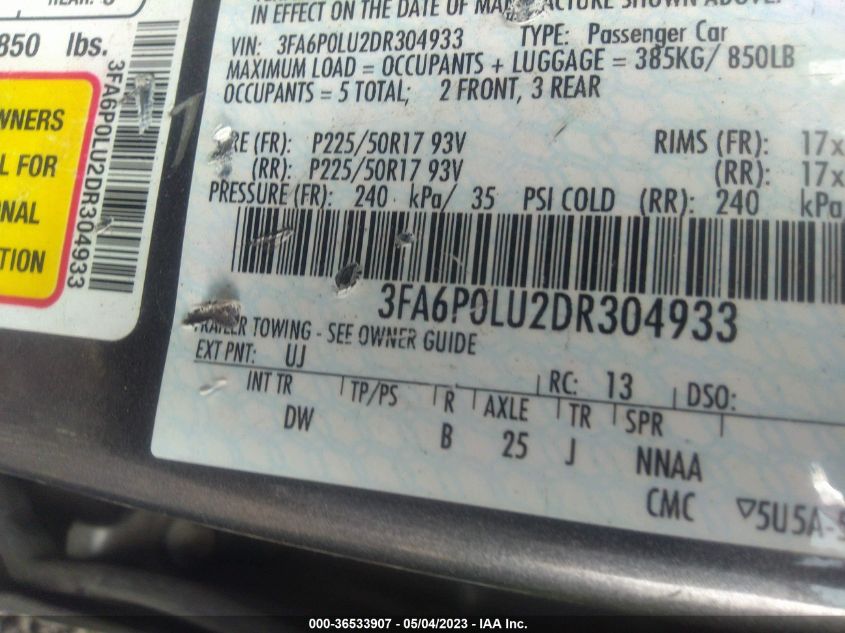 850 lbs.
WNERS
L FOR
ONAL
TION
3FA6P0LU2DR304933
IN EFFECT ON THE DATE OF MANUFACTURE SHOWN ABOVE.
VIN: 3FA6P0LU2DR304933 TYPE: Passenger Car
MAXIMUM LOAD = OCCUPANTS + LUGGAGE = 385KG/ 850LB
OCCUPANTS = 5 TOTAL; 2 FRONT, 3 REAR
RE (FR): P225/50R17 93V RIMS (FR): 17x
(RR): P225/50R17 93V (RR): 17x
PRESSURE (FR): 240 kPa/ 35 PSI COLD (RR): 240 kPa
3FA6P0LU2DR304933
TRAILER TOWING - SEE OWNER GUIDE
EXT PNT: UJ RC: 13 DSO:
INT TR TP/PS R AXLE TR SPR
DW B 25 J NNAA
CMC ▽5U5A-
000-36533907 - 05/04/2023 - IAA Inc.